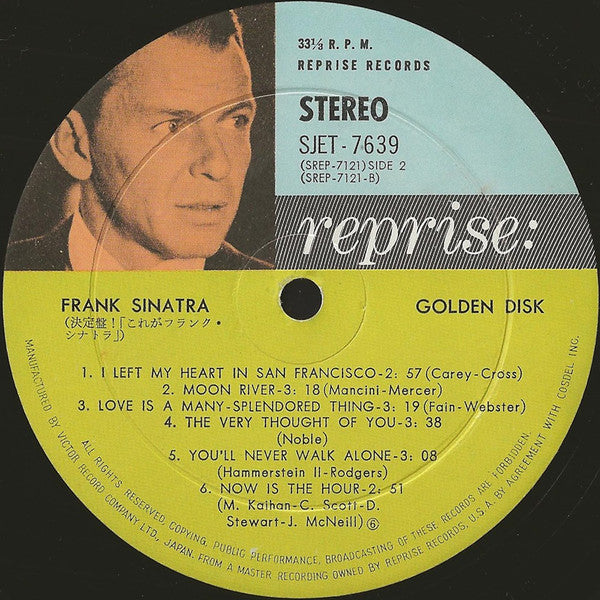 33⅓ R. P. M.
REPRISE RECORDS
STEREO
SJET - 7639
(SREP-7121) SIDE 2
(SREP-7121-B)
reprise:
FRANK SINATRA
(決定盤！「これがフランク・
シナトラ」)
GOLDEN DISK
1. I LEFT MY HEART IN SAN FRANCISCO-2: 57 (Carey-Cross)
2. MOON RIVER-3: 18 (Mancini-Mercer)
3. LOVE IS A MANY-SPLENDORED THING-3: 19 (Fain-Webster)
4. THE VERY THOUGHT OF YOU-3: 38
(Noble)
5. YOU'LL NEVER WALK ALONE-3: 08
(Hammerstein II-Rodgers)
6. NOW IS THE HOUR-2: 51
(M. Kaihan-C. Scott-D.
Stewart-J. McNeill) ⑥
ALL RIGHTS RESERVED, COPYING, PUBLIC PERFORMANCE, BROADCASTING OF THESE RECORDS ARE FORBIDDEN.
MANUFACTURED BY VICTOR RECORD COMPANY LTD., JAPAN. FROM A MASTER RECORDING OWNED BY REPRISE RECORDS, U.S.A. BY AGREEMENT WITH COSDEL INC.